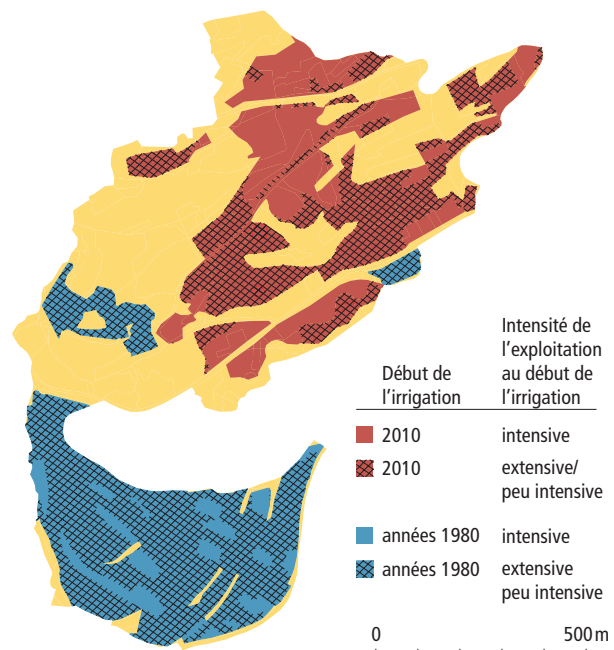 Début de
l'irrigation
Intensité de
l'exploitation
au début de
l'irrigation
2010 intensive
2010 extensive/
peu intensive
années 1980 intensive
années 1980 extensive
peu intensive
0 500 m